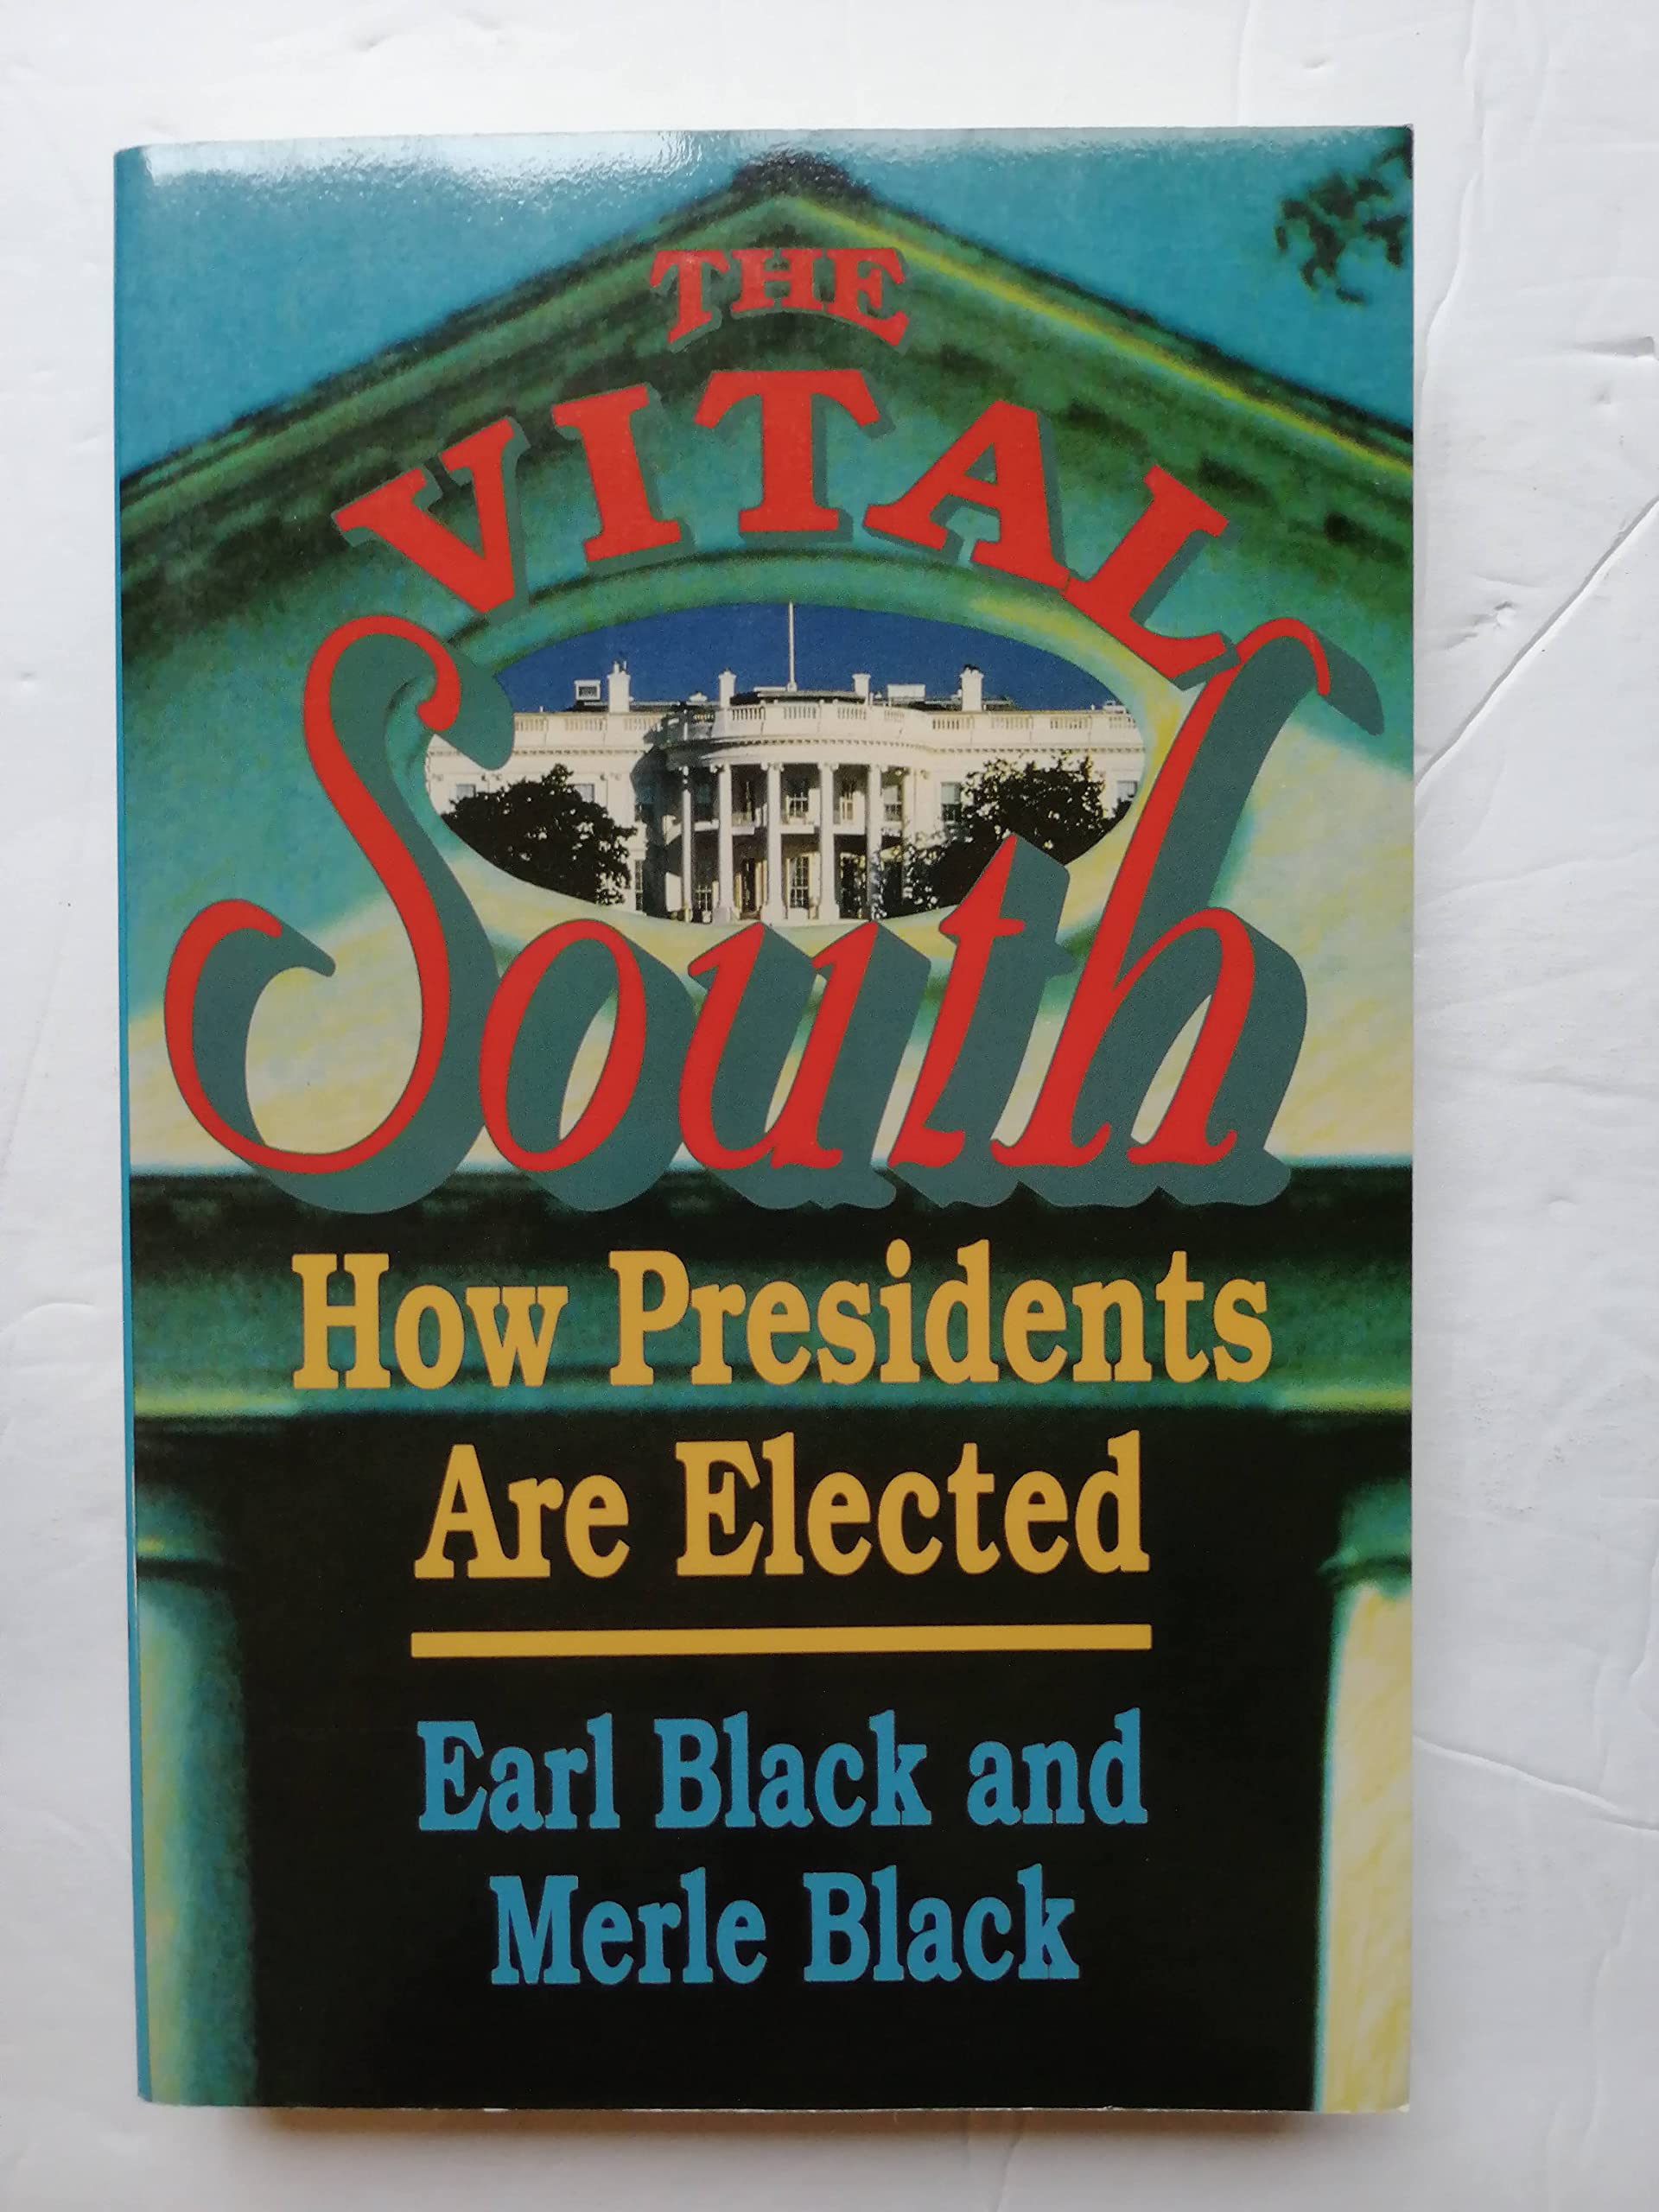 THE
VITAL
South
How Presidents
Are Elected
Earl Black and
Merle Black